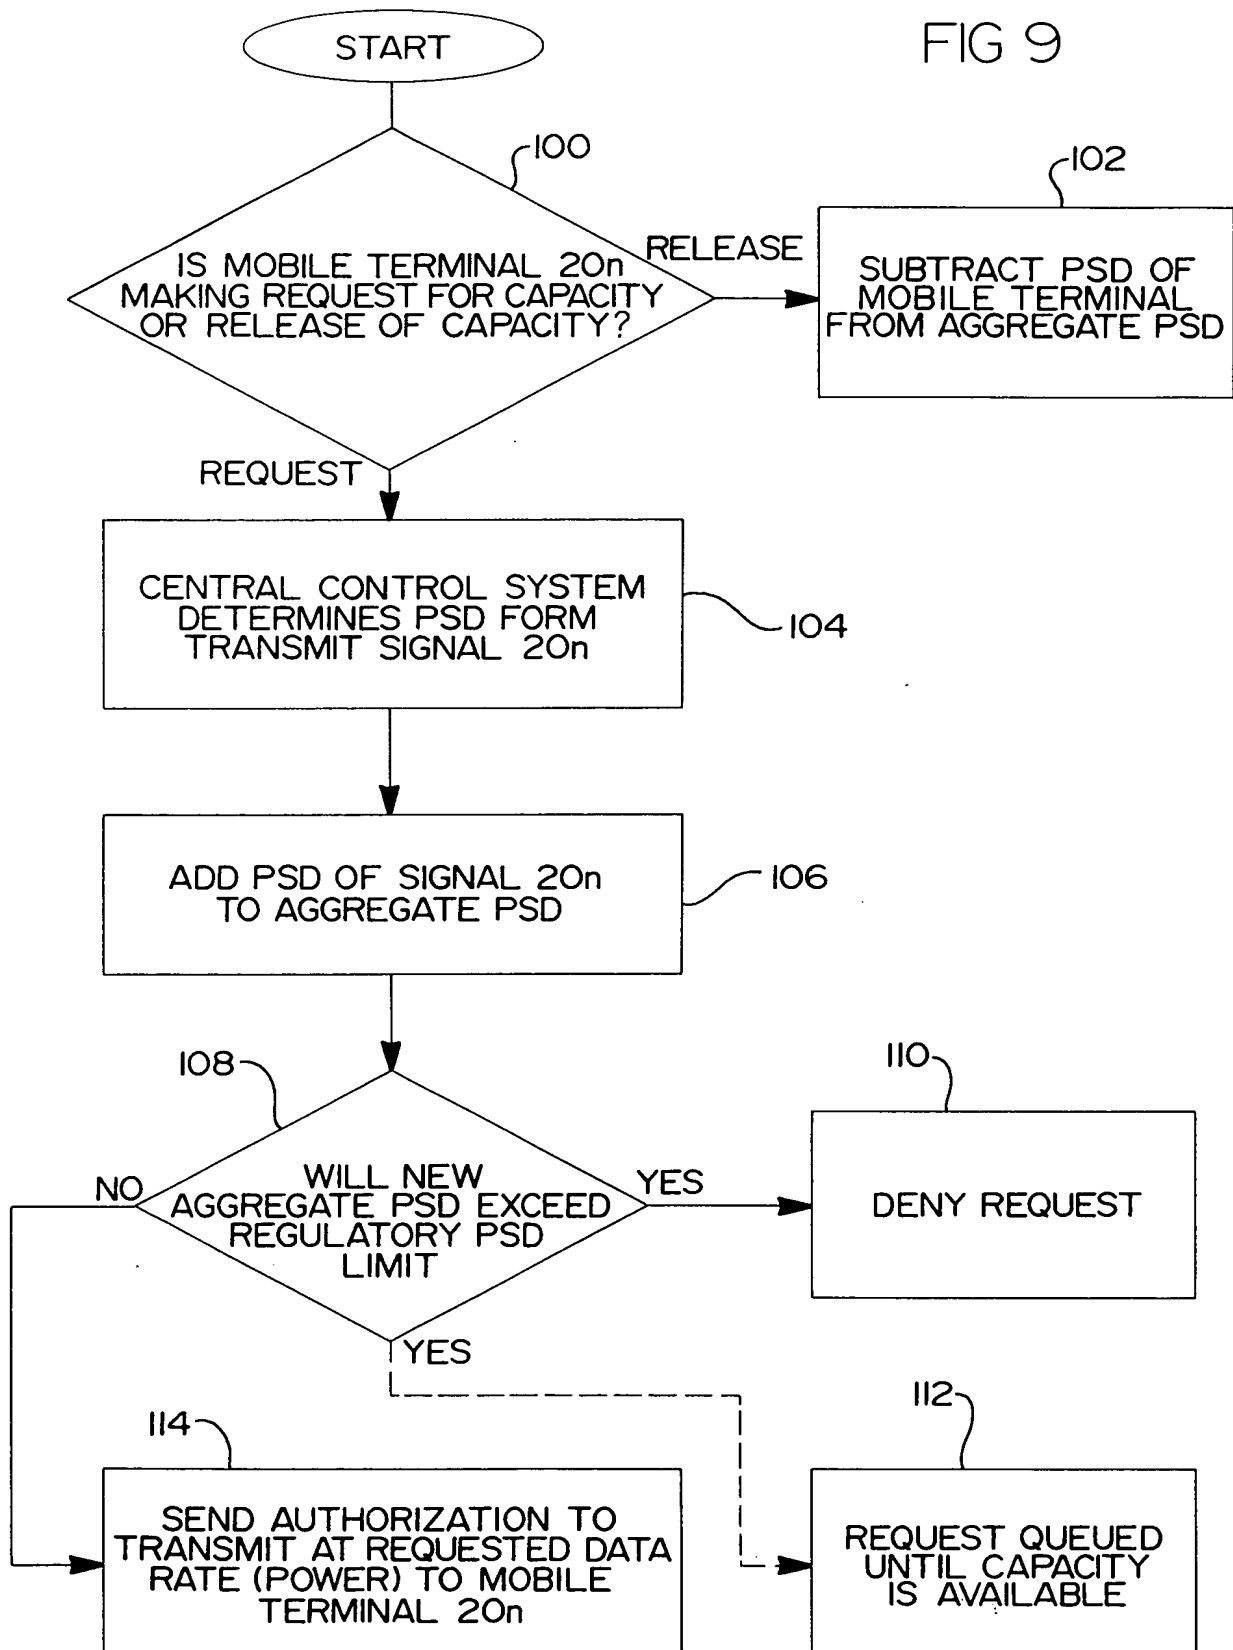 START
FIG 9
100
IS MOBILE TERMINAL 20n
MAKING REQUEST FOR CAPACITY
OR RELEASE OF CAPACITY?
RELEASE
102
SUBTRACT PSD OF
MOBILE TERMINAL
FROM AGGREGATE PSD
REQUEST
CENTRAL CONTROL SYSTEM
DETERMINES PSD FORM
TRANSMIT SIGNAL 20n
104
ADD PSD OF SIGNAL 20n
TO AGGREGATE PSD
106
108
WILL NEW
AGGREGATE PSD EXCEED
REGULATORY PSD
LIMIT
NO
YES
110
DENY REQUEST
YES
112
REQUEST QUEUED
UNTIL CAPACITY
IS AVAILABLE
114
SEND AUTHORIZATION TO
TRANSMIT AT REQUESTED DATA
RATE (POWER) TO MOBILE
TERMINAL 20n